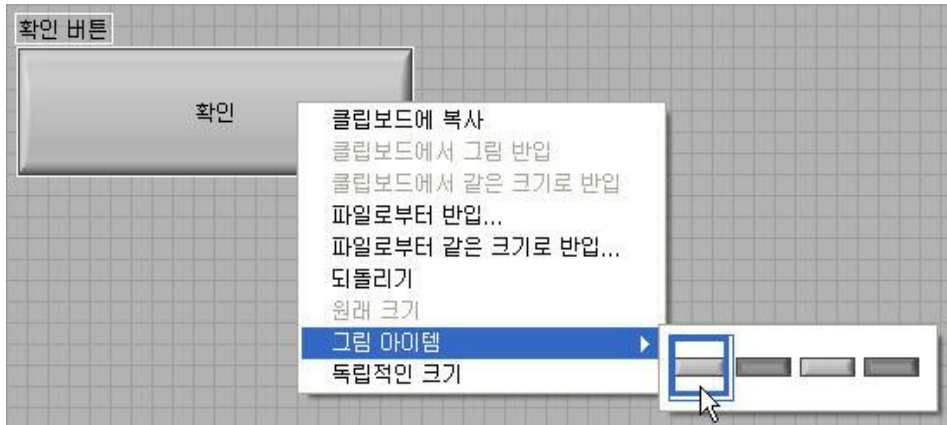 확인 버튼
확인
클립보드에 복사
클립보드에서 그림 반입
클립보드에서 같은 크기로 반입
파일로부터 반입...
파일로부터 같은 크기로 반입...
되돌리기
원래 크기
그림 아이템
독립적인 크기